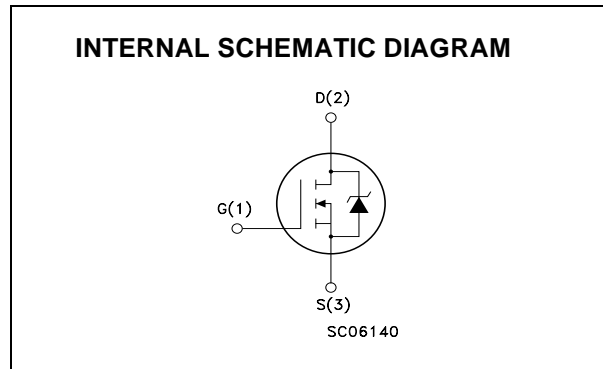 INTERNAL SCHEMATIC DIAGRAM
D(2)
G(1)
S(3)
SC06140